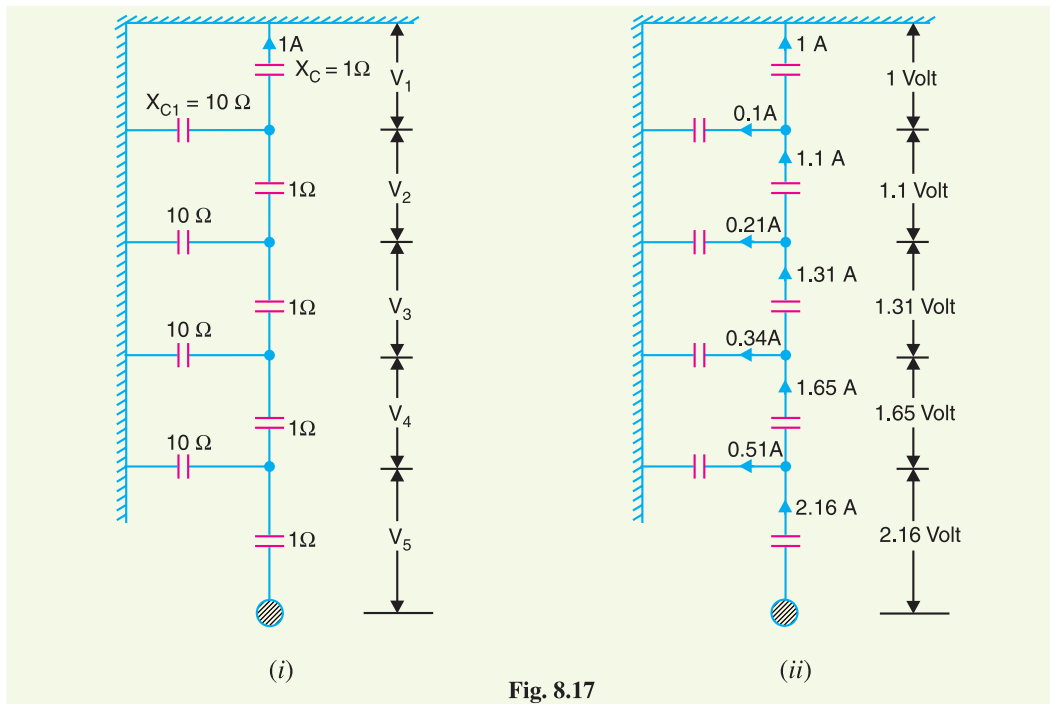 1A
X_C = 1Ω
V_1
X_C1 = 10 Ω
1Ω
V_2
10 Ω
1Ω
V_3
10 Ω
1Ω
V_4
10 Ω
1Ω
V_5
(i)
1 A
1 Volt
0.1A
1.1 A
1.1 Volt
0.21A
1.31 A
1.31 Volt
0.34A
1.65 A
1.65 Volt
0.51A
2.16 A
2.16 Volt
(ii)
Fig. 8.17